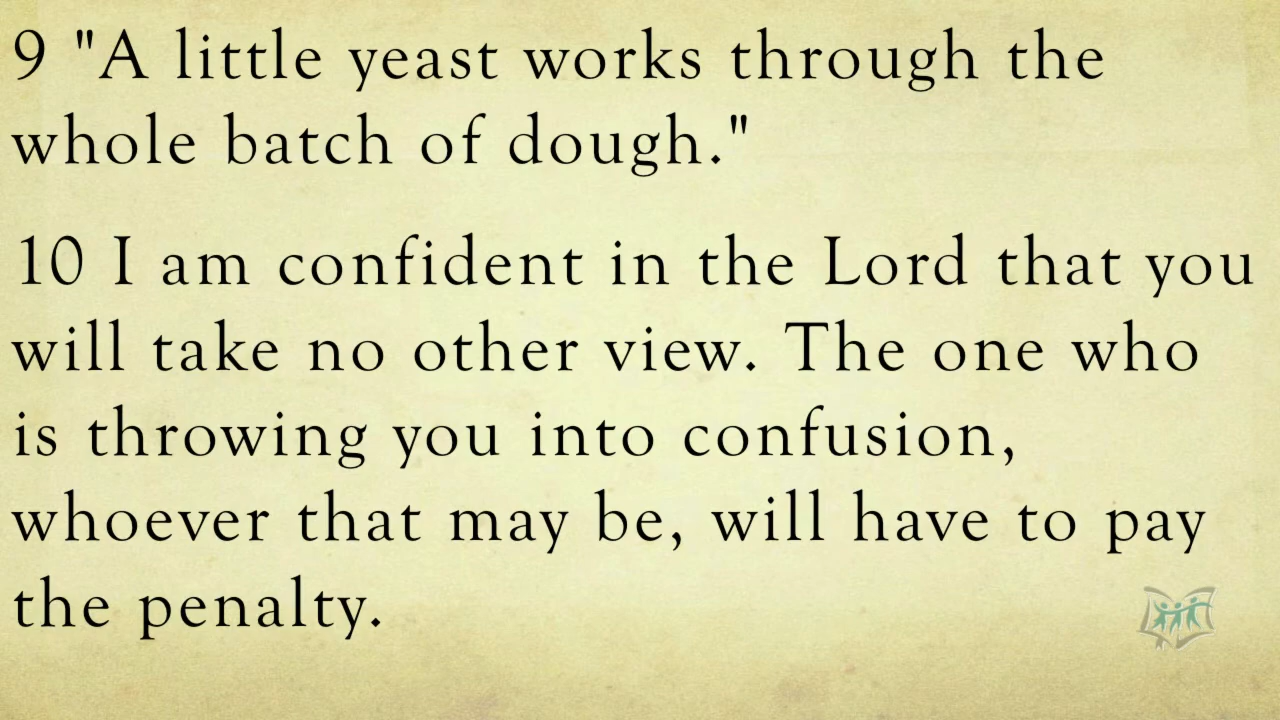 9 "A little yeast works through the
whole batch of dough."
10 I am confident in the Lord that you
will take no other view. The one who
is throwing you into confusion,
whoever that may be, will have to pay
the penalty.